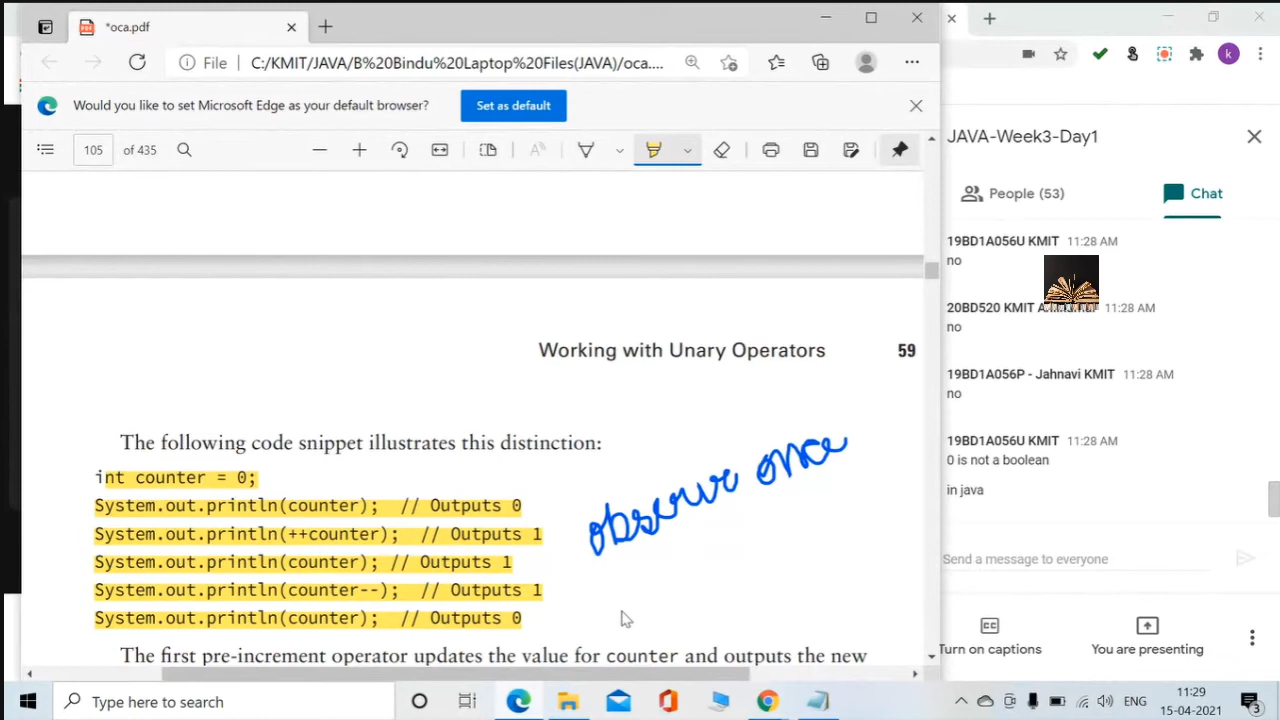 *oca.pdf
File
C:/KMIT/JAVA/B%20Bindu%20Laptop%20Files(JAVA)/oca....
Would you like to set Microsoft Edge as your default browser?
Set as default
105 of 435
Working with Unary Operators 59
The following code snippet illustrates this distinction:
int counter = 0;
System.out.println(counter); // Outputs 0
System.out.println(++counter); // Outputs 1
System.out.println(counter); // Outputs 1
System.out.println(counter--); // Outputs 1
System.out.println(counter); // Outputs 0
observe once
The first pre-increment operator updates the value for counter and outputs the new
k
JAVA-Week3-Day1
People (53)
Chat
19BD1A056U KMIT 11:28 AM
no
20BD520 KMIT 11:28 AM
no
19BD1A056P - Jahnavi KMIT 11:28 AM
no
19BD1A056U KMIT 11:28 AM
0 is not a boolean
in java
Send a message to everyone
Turn on captions
You are presenting
Type here to search
ENG
11:29
15-04-2021
3